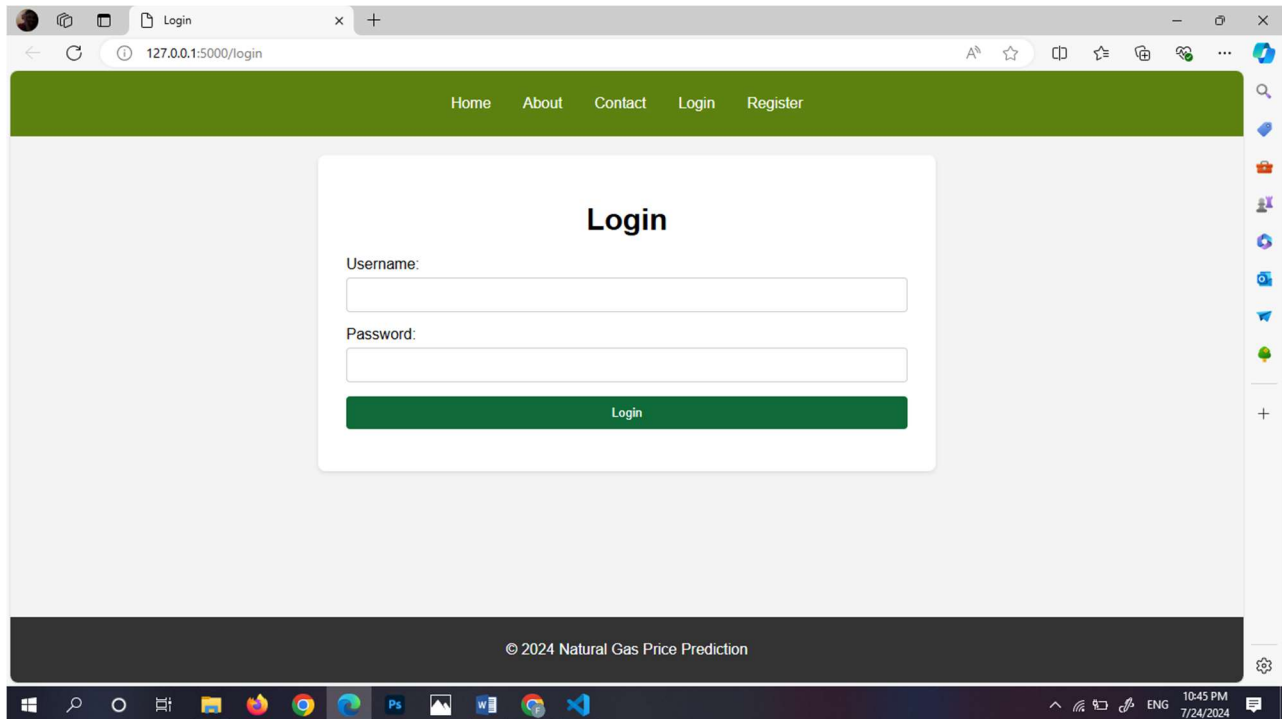 Login
127.0.0.1:5000/login
Home About Contact Login Register
Login
Username:
Password:
Login
© 2024 Natural Gas Price Prediction
ENG
10:45 PM
7/24/2024